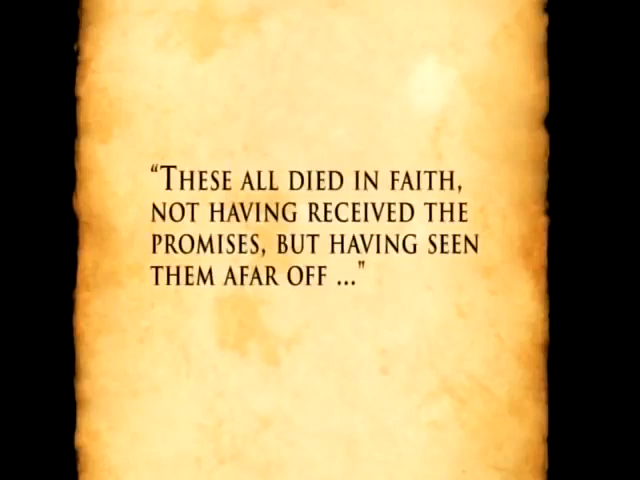 “THESE ALL DIED IN FAITH,
NOT HAVING RECEIVED THE
PROMISES, BUT HAVING SEEN
THEM AFAR OFF ..."